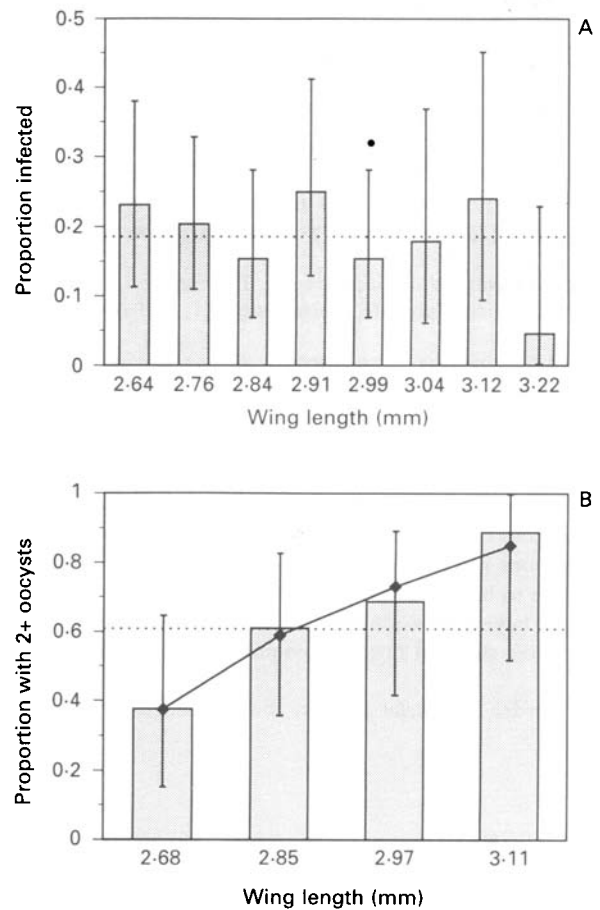 A
Proportion infected
0·5
0·4
0·3
0·2
0·1
0
2·64 2·76 2·84 2·91 2·99 3·04 3·12 3·22
Wing length (mm)
B
Proportion with 2+ oocysts
1
0·8
0·6
0·4
0·2
0
2·68 2·85 2·97 3·11
Wing length (mm)